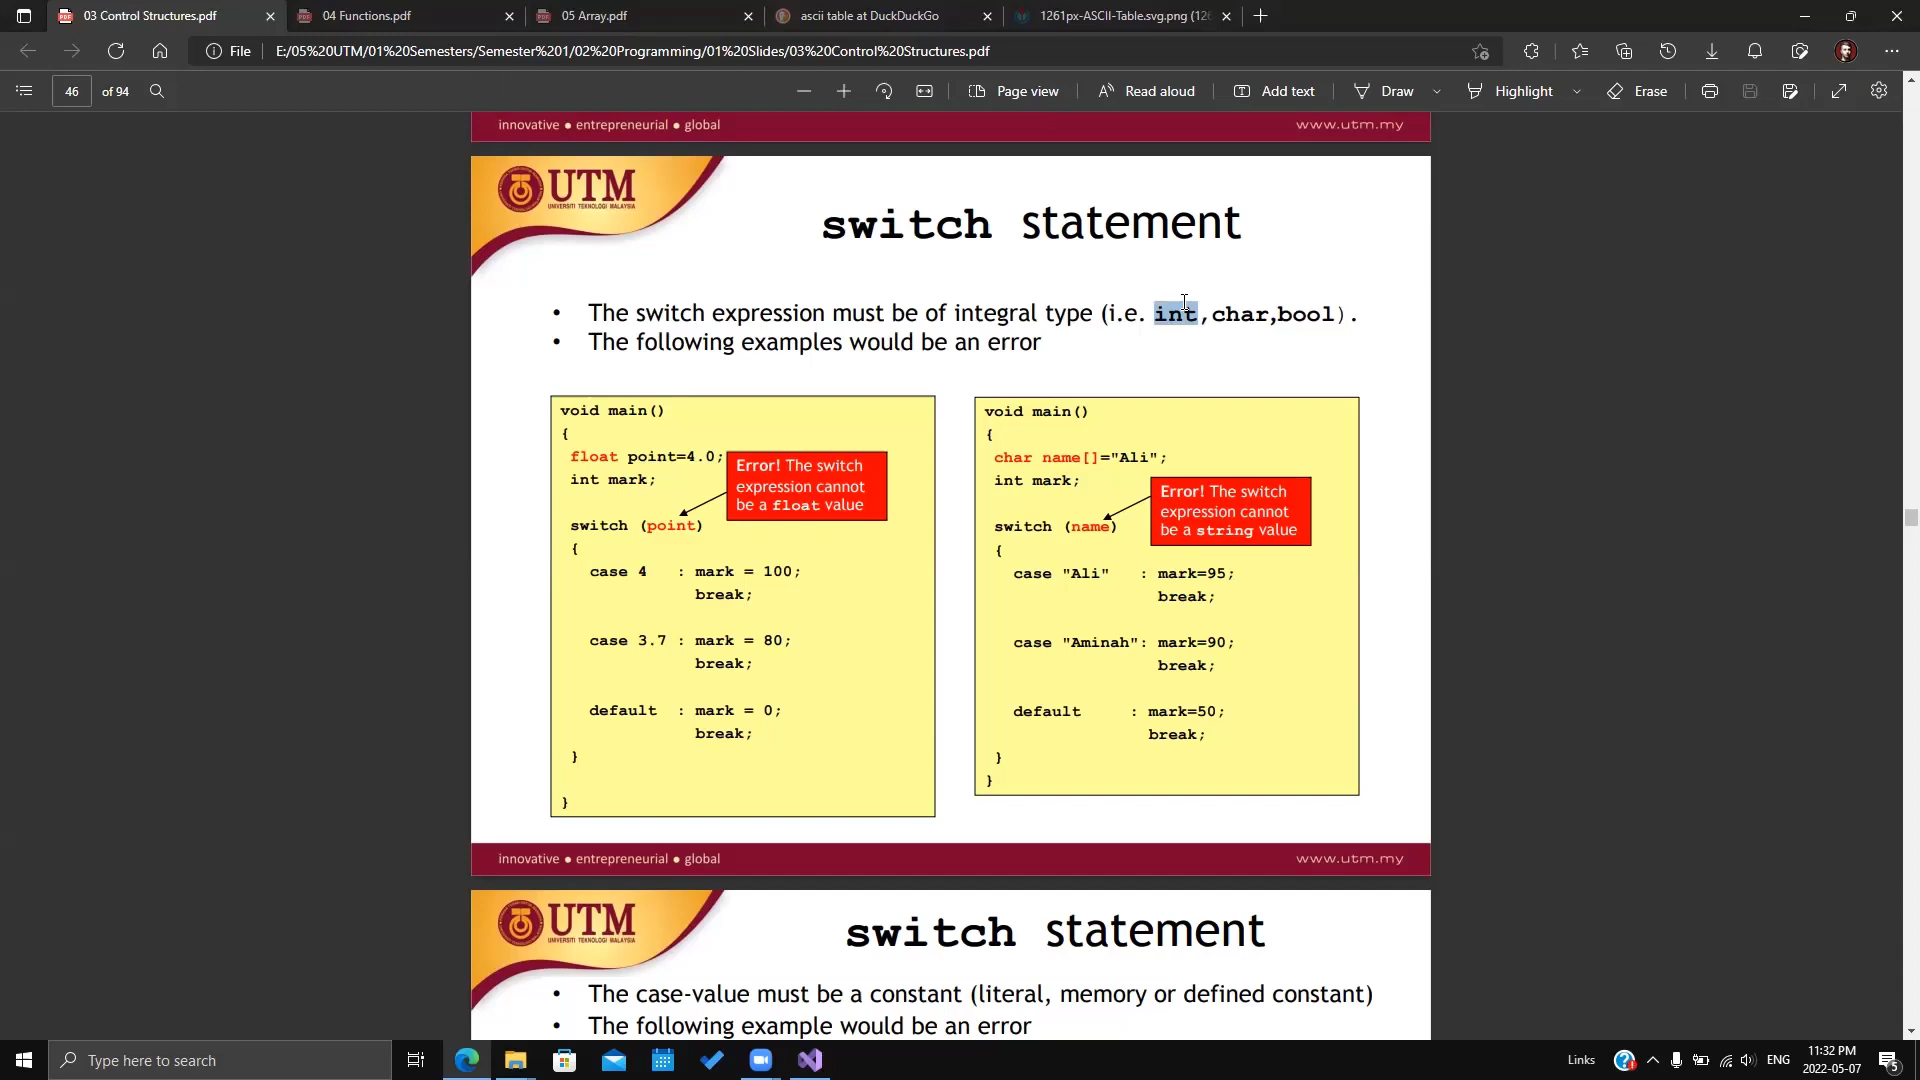 03 Control Structures.pdf
04 Functions.pdf
05 Array.pdf
ascii table at DuckDuckGo
1261px-ASCII-Table.svg.png (126
File
E:/05%20UTM/01%20Semesters/Semester%201/02%20Programming/01%20Slides/03%20Control%20Structures.pdf
46 of 94
Page view
Read aloud
Add text
Draw
Highlight
Erase
innovative ● entrepreneurial ● global
www.utm.my
UTM
UNIVERSITI TEKNOLOGI MALAYSIA
switch statement
• The switch expression must be of integral type (i.e. int,char,bool).
• The following examples would be an error
void main()
{
float point=4.0;
int mark;
switch (point)
{
case 4 : mark = 100;
break;
case 3.7 : mark = 80;
break;
default : mark = 0;
break;
}
}
Error! The switch
expression cannot
be a float value
void main()
{
char name[]="Ali";
int mark;
switch (name)
{
case "Ali" : mark=95;
break;
case "Aminah": mark=90;
break;
default : mark=50;
break;
}
}
Error! The switch
expression cannot
be a string value
innovative ● entrepreneurial ● global
www.utm.my
UTM
UNIVERSITI TEKNOLOGI MALAYSIA
switch statement
• The case-value must be a constant (literal, memory or defined constant)
• The following example would be an error
Type here to search
Links
ENG
11:32 PM
2022-05-07
5